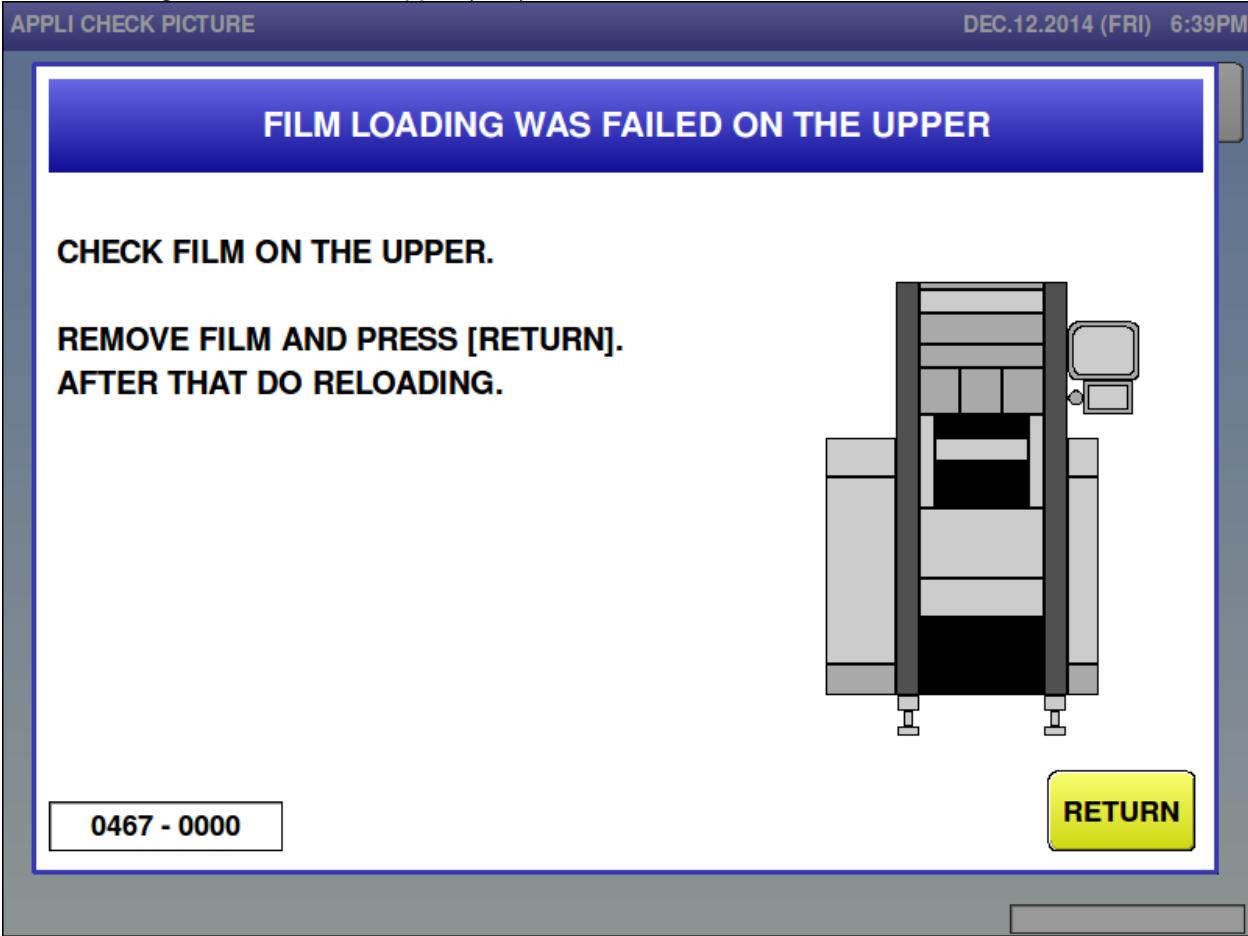 APPLI CHECK PICTURE
DEC.12.2014 (FRI) 6:39PM
FILM LOADING WAS FAILED ON THE UPPER
CHECK FILM ON THE UPPER.
REMOVE FILM AND PRESS [RETURN].
AFTER THAT DO RELOADING.
0467 - 0000
RETURN